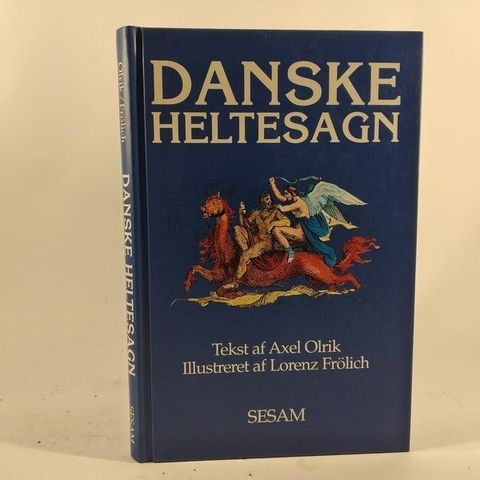 DANSKE
HELTESAGN
Tekst af Axel Olrik
Illustreret af Lorenz Frölich
SESAM
Olrik / Frölich
DANSKE HELTESAGN
SESAM